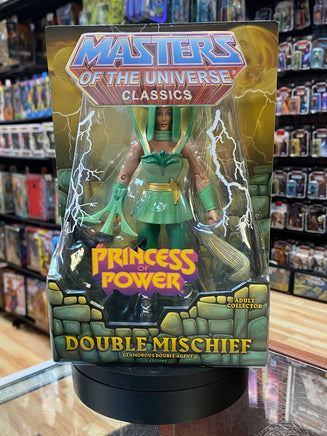 MASTERS
OF THE UNIVERSE
CLASSICS
PRINCESS
OF
POWER
ADULT
COLLECTOR
DOUBLE MISCHIEF
GLAMOROUS DOUBLE AGENT